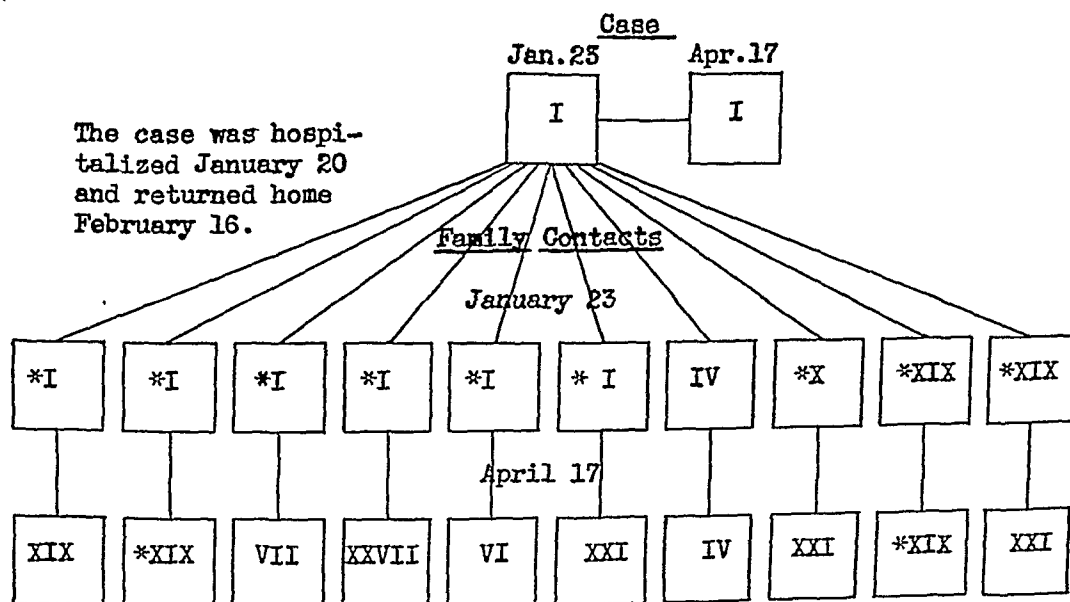 Case
Jan.23 Apr.17
I I
The case was hospi-
talized January 20
and returned home
February 16.
Family Contacts
January 23
*I *I *I *I *I * I IV *X *XIX *XIX
April 17
XIX *XIX VII XXVII VI XXI IV XXI *XIX XXI